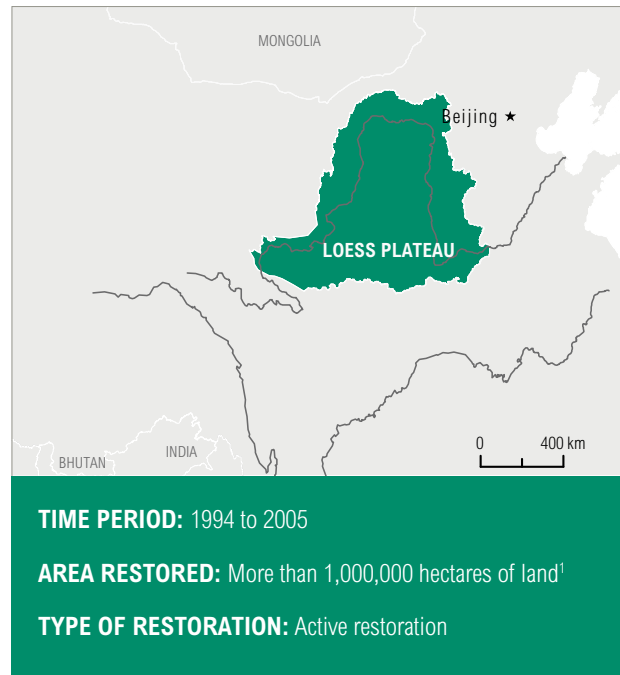 MONGOLIA
Beijing
LOESS PLATEAU
0 400 km
INDIA
BHUTAN
TIME PERIOD: 1994 to 2005
AREA RESTORED: More than 1,000,000 hectares of land¹
TYPE OF RESTORATION: Active restoration